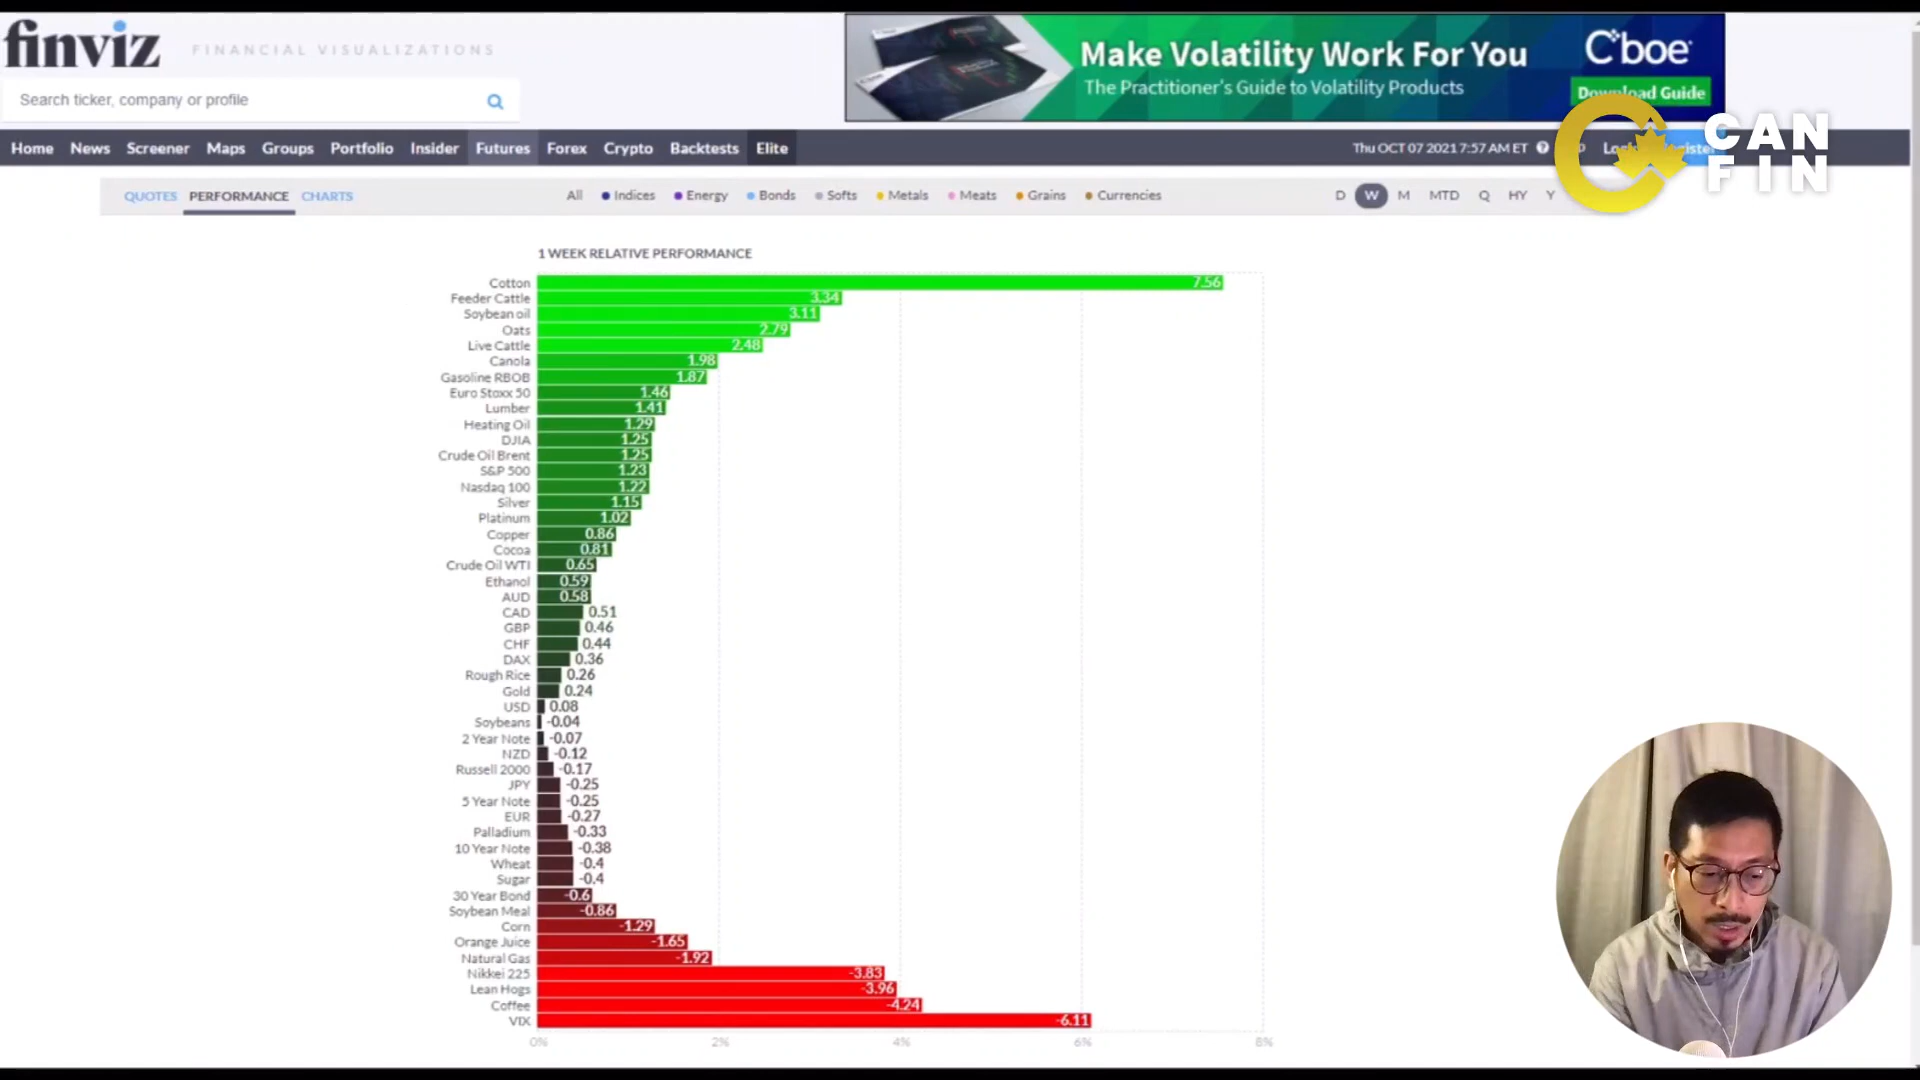 finviz
FINANCIAL VISUALIZATIONS
Make Volatility Work For You
The Practitioner's Guide to Volatility Products
Cboe
Download Guide
Search ticker, company or profile
CAN
FIN
Home News Screener Maps Groups Portfolio Insider Futures Forex Crypto Backtests Elite
Thu OCT 07 2021 7:57 AM ET
QUOTES PERFORMANCE CHARTS
All Indices Energy Bonds Softs Metals Meats Grains Currencies
D W M MTD Q HY Y
1 WEEK RELATIVE PERFORMANCE
Cotton 7.56
Feeder Cattle 3.34
Soybean oil 3.11
Oats 2.79
Live Cattle 2.48
Canola 1.98
Gasoline RBOB 1.87
Euro Stoxx 50 1.46
Lumber 1.41
Heating Oil 1.29
DJIA 1.25
Crude Oil Brent 1.25
S&P 500 1.23
Nasdaq 100 1.22
Silver 1.15
Platinum 1.02
Copper 0.86
Cocoa 0.81
Crude Oil WTI 0.65
Ethanol 0.59
AUD 0.58
CAD 0.51
GBP 0.46
CHF 0.44
DAX 0.36
Rough Rice 0.26
Gold 0.24
USD 0.08
Soybeans -0.04
2 Year Note -0.07
NZD -0.12
Russell 2000 -0.17
JPY -0.25
5 Year Note -0.25
EUR -0.27
Palladium -0.33
10 Year Note -0.38
Wheat -0.4
Sugar -0.4
30 Year Bond -0.6
Soybean Meal -0.86
Corn -1.29
Orange Juice -1.65
Natural Gas -1.92
Nikkei 225 -3.83
Lean Hogs -3.96
Coffee -4.24
VIX -6.11
0% 2% 4% 6% 8%